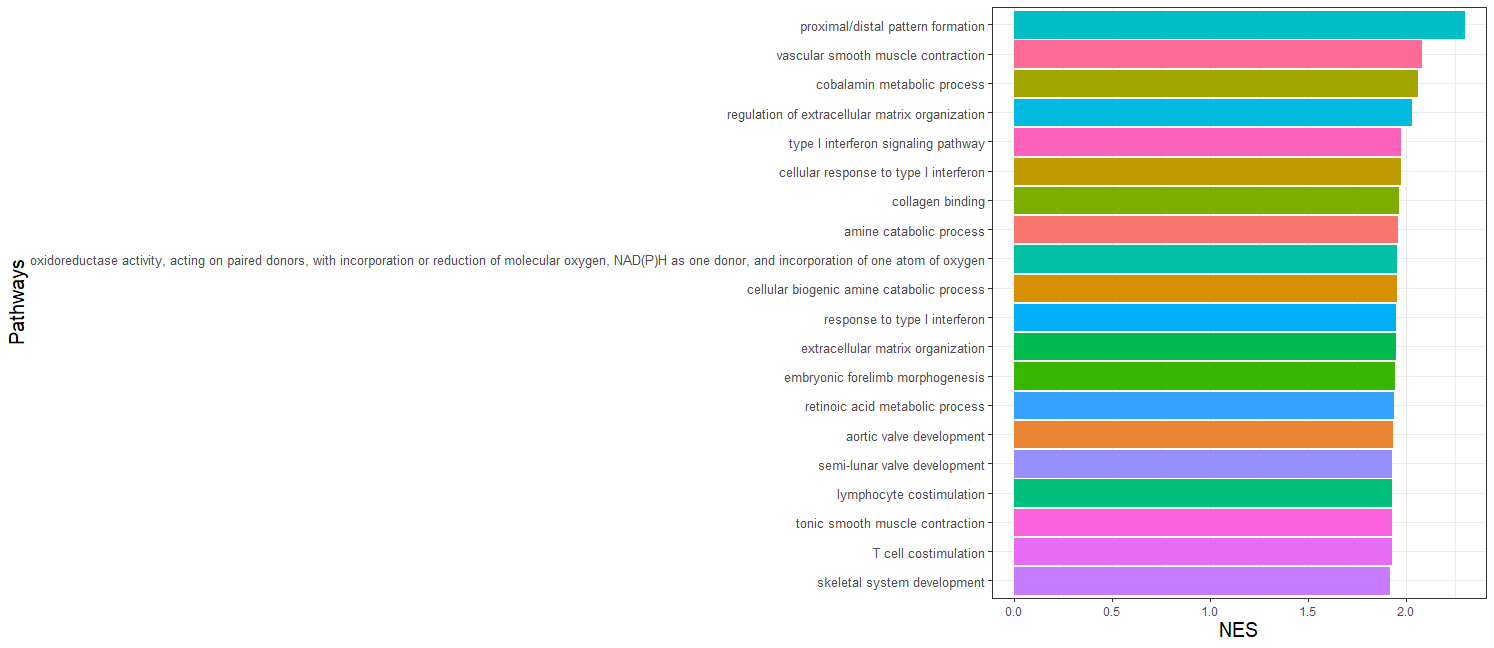 Pathways
proximal/distal pattern formation
vascular smooth muscle contraction
cobalamin metabolic process
regulation of extracellular matrix organization
type I interferon signaling pathway
cellular response to type I interferon
collagen binding
amine catabolic process
oxidoreductase activity, acting on paired donors, with incorporation or reduction of molecular oxygen, NAD(P)H as one donor, and incorporation of one atom of oxygen
cellular biogenic amine catabolic process
response to type I interferon
extracellular matrix organization
embryonic forelimb morphogenesis
retinoic acid metabolic process
aortic valve development
semi-lunar valve development
lymphocyte costimulation
tonic smooth muscle contraction
T cell costimulation
skeletal system development
0.0 0.5 1.0 1.5 2.0
NES